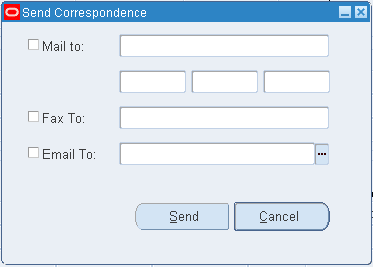 Send Correspondence
Mail to:
Fax To:
Email To:
...
Send
Cancel